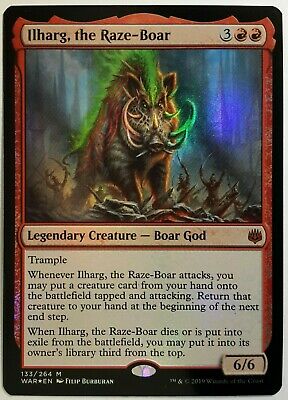 Ilharg, the Raze-Boar 3
Legendary Creature — Boar God
Trample
Whenever Ilharg, the Raze-Boar attacks, you
may put a creature card from your hand onto
the battlefield tapped and attacking. Return that
creature to your hand at the beginning of the next
end step.
When Ilharg, the Raze-Boar dies or is put into
exile from the battlefield, you may put it into its
owner's library third from the top.
6/6
133/264 M
WAR★EN Filip Burburan
™ & © 2019 Wizards of the Coast